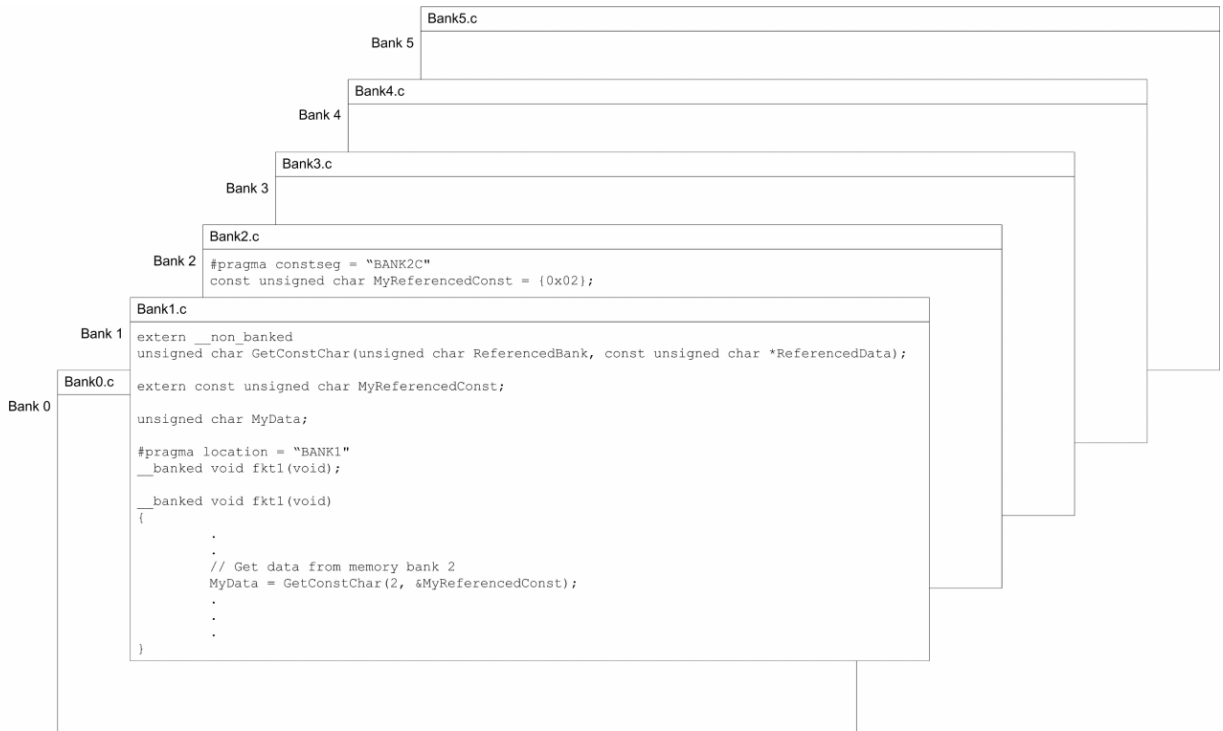 Bank5.c
Bank 5
Bank4.c
Bank 4
Bank3.c
Bank 3
Bank2.c
Bank 2
#pragma constseg = “BANK2C"
const unsigned char MyReferencedConst = {0x02};
Bank1.c
Bank 1
extern __non_banked
unsigned char GetConstChar(unsigned char ReferencedBank, const unsigned char *ReferencedData);
extern const unsigned char MyReferencedConst;
unsigned char MyData;
#pragma location = “BANK1"
__banked void fkt1(void);
__banked void fkt1(void)
{
.
.
// Get data from memory bank 2
MyData = GetConstChar(2, &MyReferencedConst);
.
.
.
}
Bank0.c
Bank 0